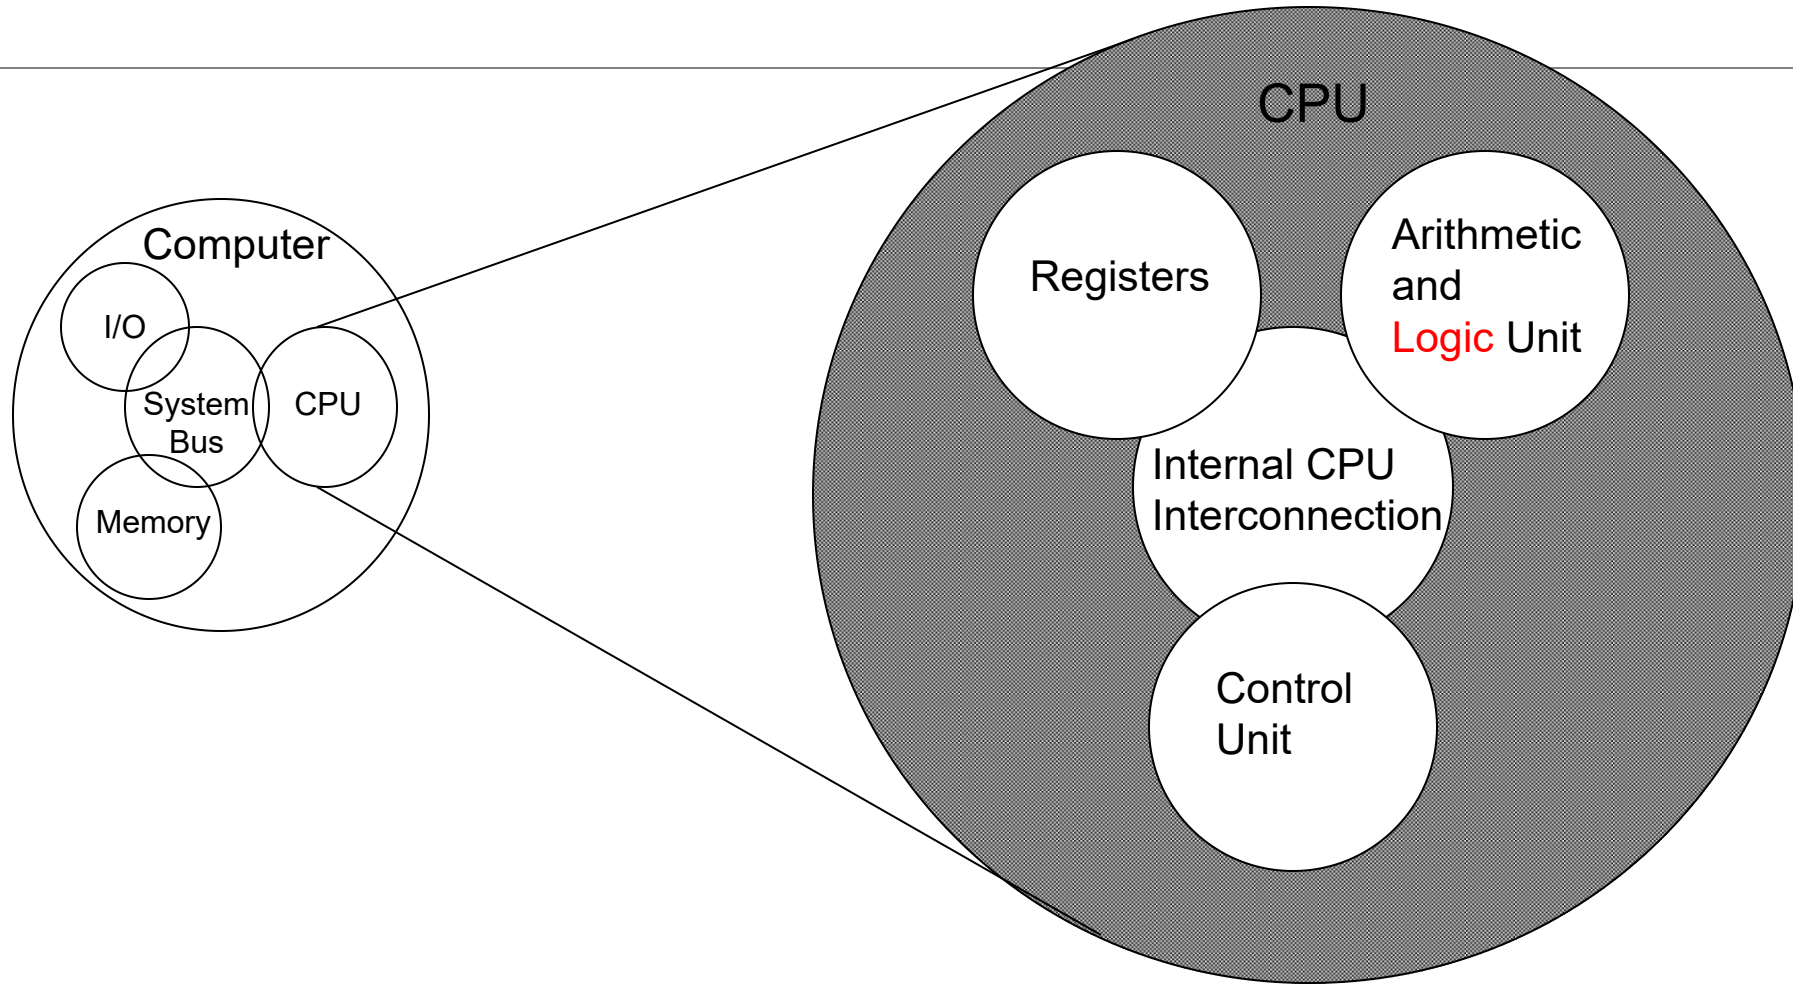 Computer
I/O
System
Bus
CPU
Memory
CPU
Registers
Arithmetic
and
Logic Unit
Internal CPU
Interconnection
Control
Unit